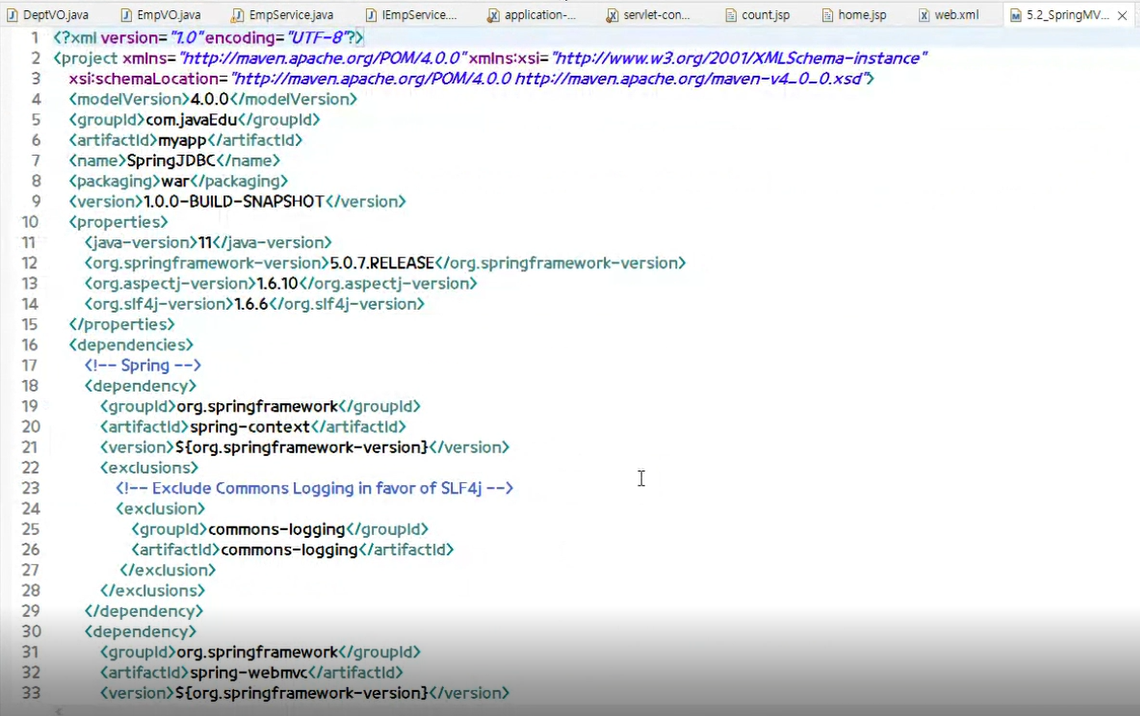 DeptVO.java EmpVO.java EmpService.java IEmpService.... application-... servlet-con... count.jsp home.jsp web.xml 5.2_SpringMV...
1 <?xml version="1.0" encoding="UTF-8"?>
2 <project xmlns="http://maven.apache.org/POM/4.0.0" xmlns:xsi="http://www.w3.org/2001/XMLSchema-instance"
3 xsi:schemaLocation="http://maven.apache.org/POM/4.0.0 http://maven.apache.org/maven-v4_0_0.xsd">
4 <modelVersion>4.0.0</modelVersion>
5 <groupId>com.javaEdu</groupId>
6 <artifactId>myapp</artifactId>
7 <name>SpringJDBC</name>
8 <packaging>war</packaging>
9 <version>1.0.0-BUILD-SNAPSHOT</version>
10 <properties>
11 <java-version>11</java-version>
12 <org.springframework-version>5.0.7.RELEASE</org.springframework-version>
13 <org.aspectj-version>1.6.10</org.aspectj-version>
14 <org.slf4j-version>1.6.6</org.slf4j-version>
15 </properties>
16 <dependencies>
17 <!-- Spring -->
18 <dependency>
19 <groupId>org.springframework</groupId>
20 <artifactId>spring-context</artifactId>
21 <version>${org.springframework-version}</version>
22 <exclusions>
23 <!-- Exclude Commons Logging in favor of SLF4j -->
24 <exclusion>
25 <groupId>commons-logging</groupId>
26 <artifactId>commons-logging</artifactId>
27 </exclusion>
28 </exclusions>
29 </dependency>
30 <dependency>
31 <groupId>org.springframework</groupId>
32 <artifactId>spring-webmvc</artifactId>
33 <version>${org.springframework-version}</version>